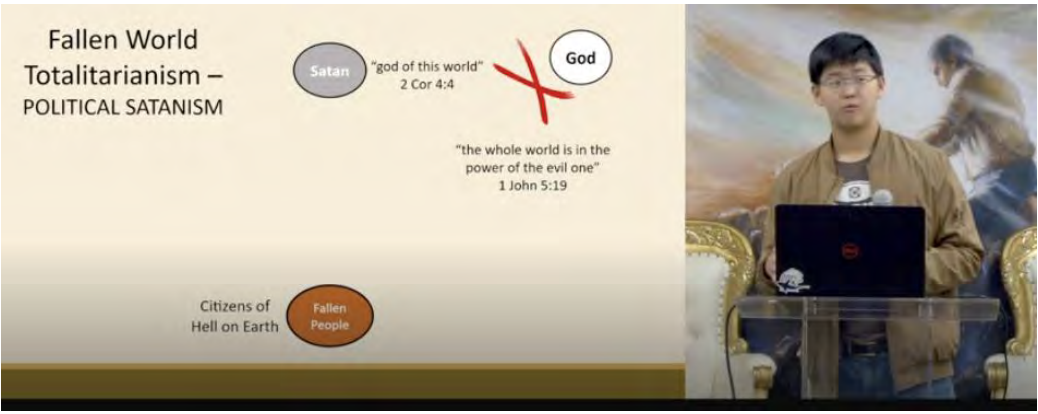 Fallen World
Totalitarianism –
POLITICAL SATANISM
Satan
"god of this world"
2 Cor 4:4
God
"the whole world is in the
power of the evil one"
1 John 5:19
Citizens of
Hell on Earth
Fallen
People
DELL